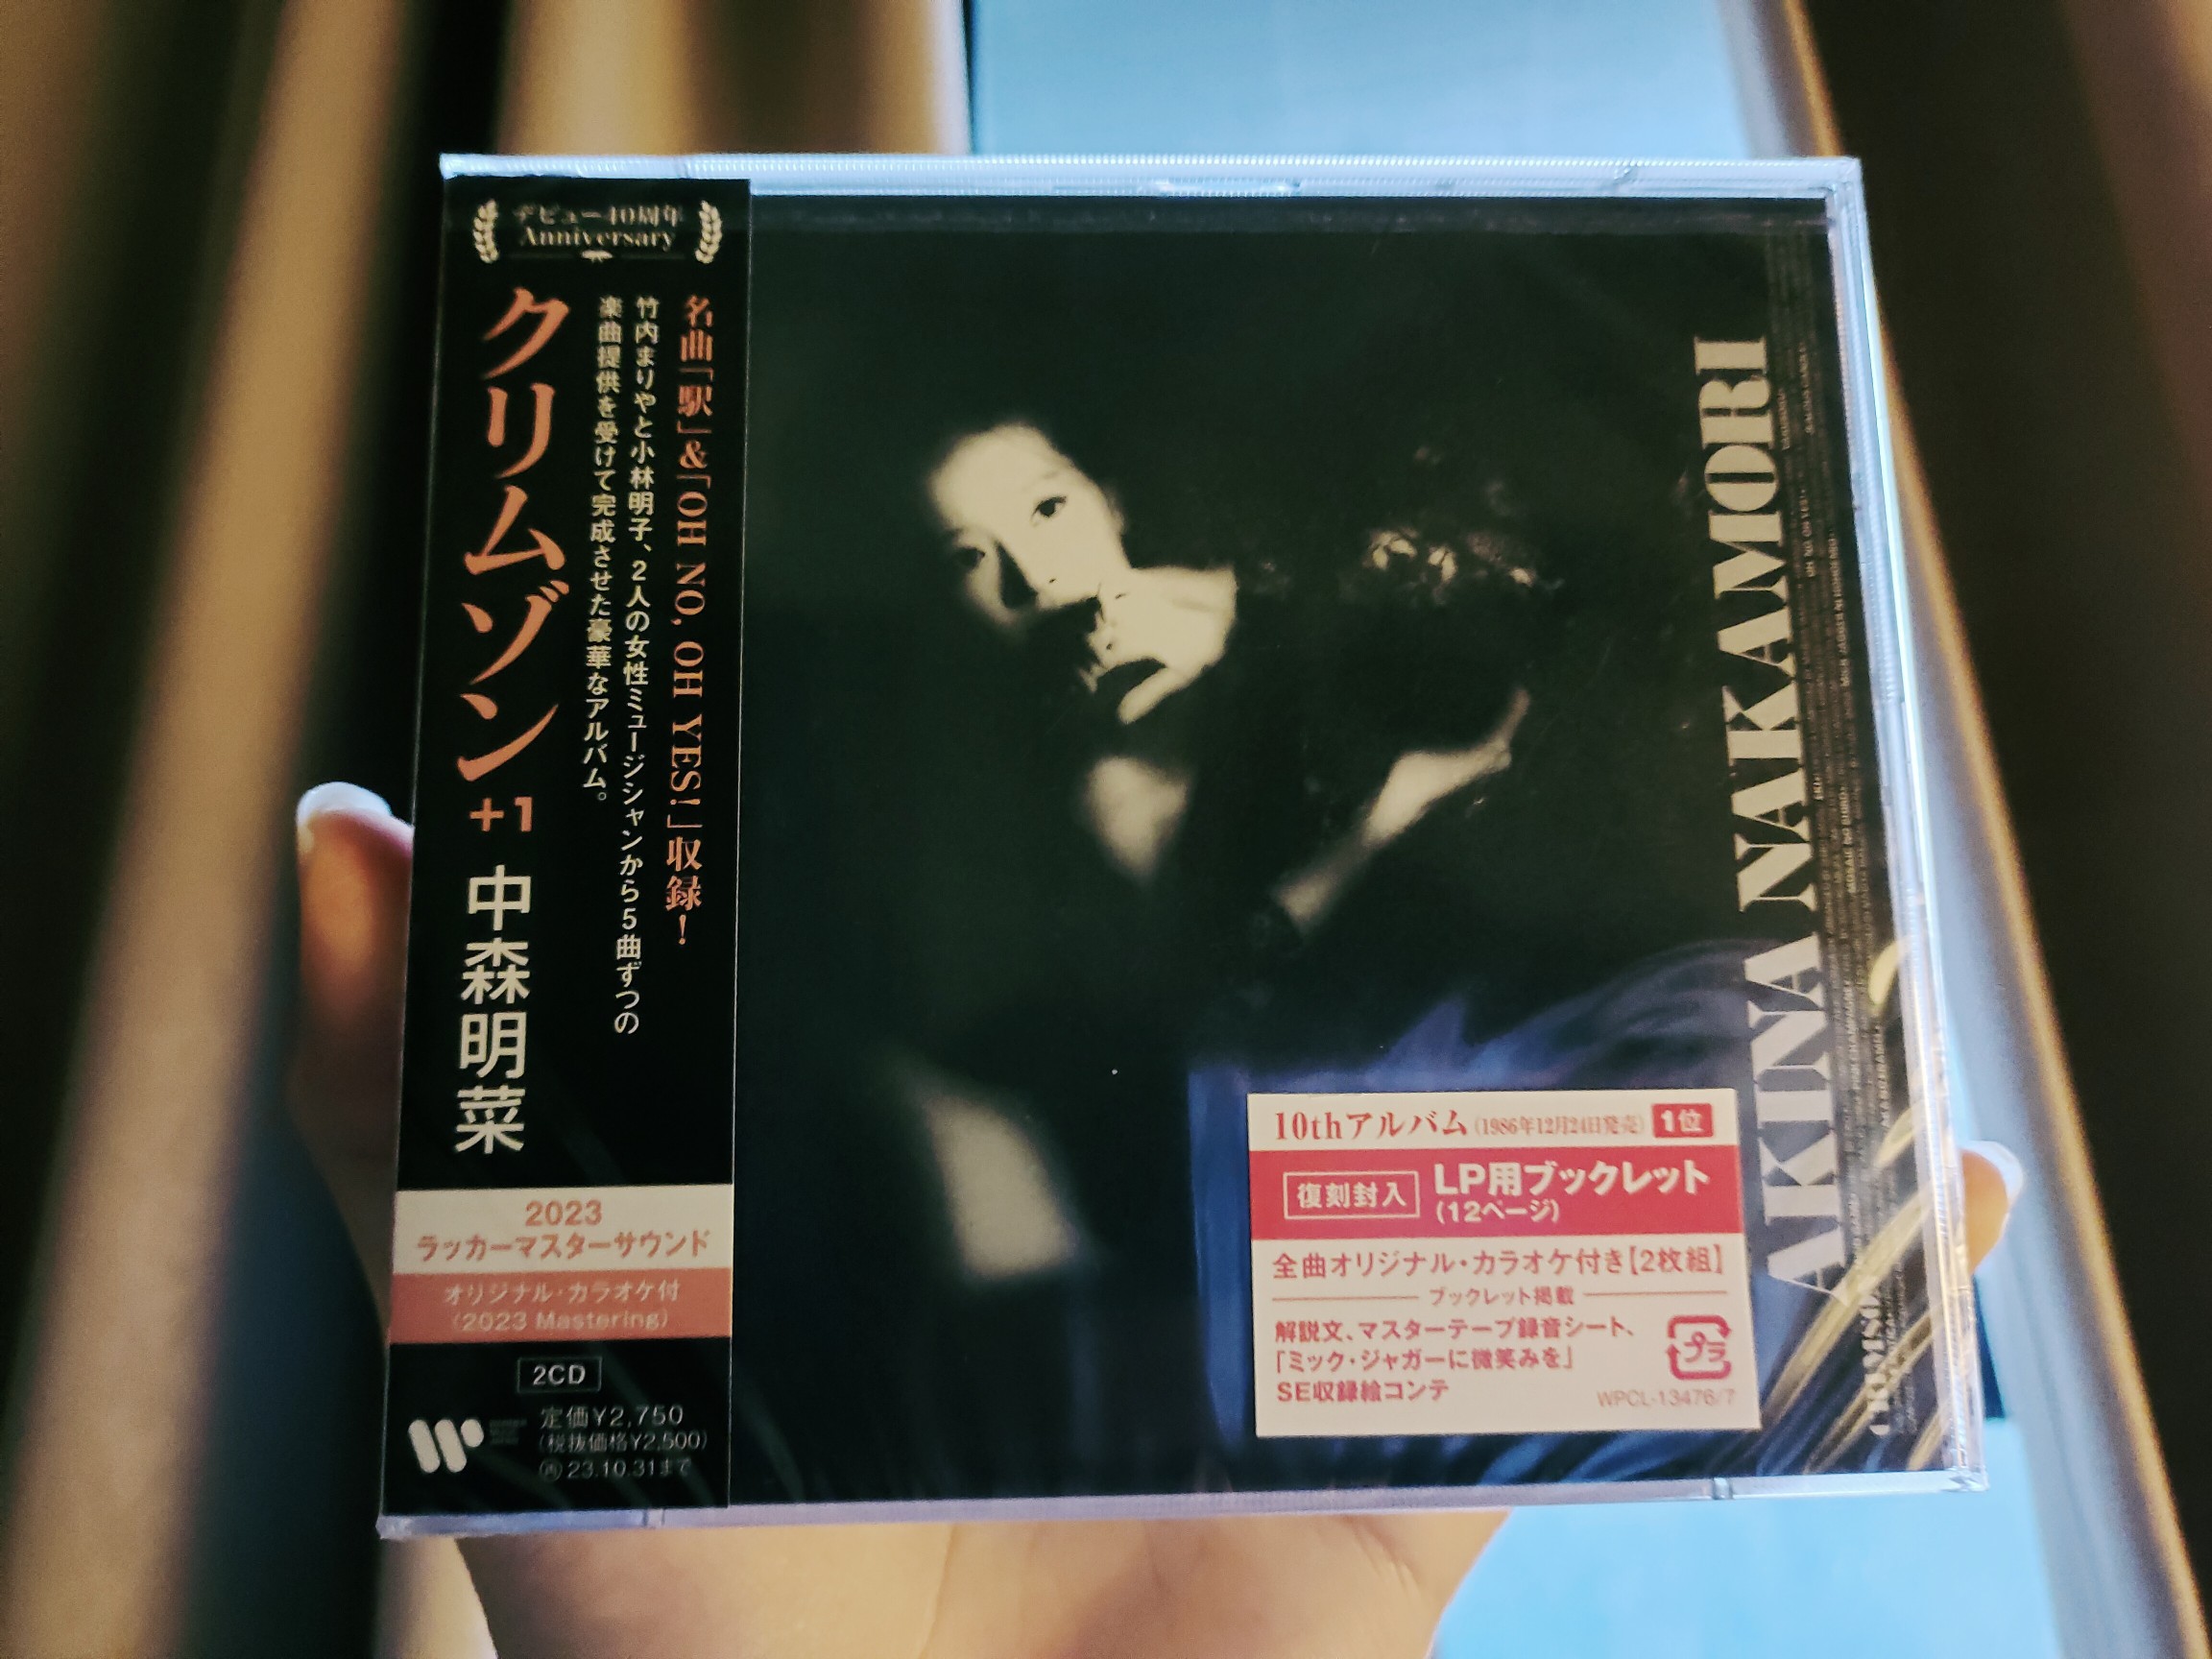 デビュー40周年
Anniversary
名曲「駅」&「OH NO, OH YES!」収録!
竹内まりやと小林明子、2人の女性ミュージシャンから5曲ずつの
楽曲提供を受けて完成させた豪華なアルバム。
クリムゾン+1
中森明菜
2023
ラッカーマスターサウンド
オリジナル・カラオケ付
(2023 Mastering)
2CD
定価¥2,750
(税抜価格¥2,500)
23.10.31まで
AKINA NAKAMORI
10thアルバム(1986年12月24日発売) 1位
復刻封入 LP用ブックレット
(12ページ)
全曲オリジナル・カラオケ付き【2枚組】
ブックレット掲載
解説文、マスターテープ録音シート、
「ミック・ジャガーに微笑みを」
SE収録絵コンテ
プラ
WPCL-13476/7